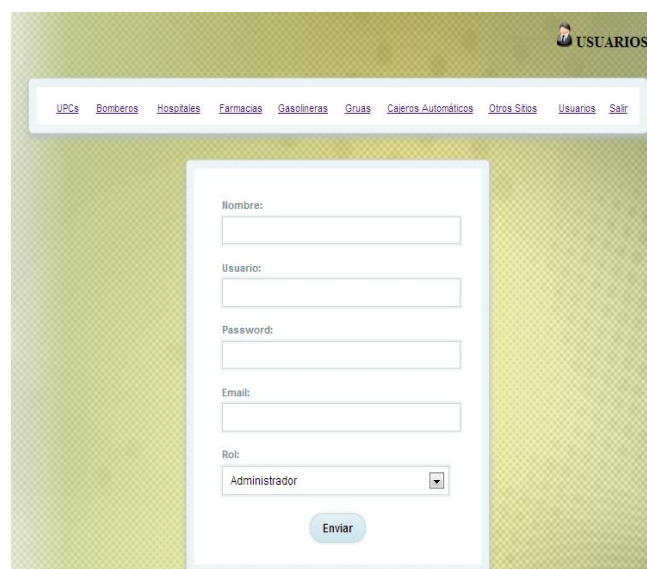 USUARIOS
UPCs Bomberos Hospitales Farmacias Gasolineras Gruas Cajeros Automáticos Otros Sitios Usuarios Salir
Nombre:
Usuario:
Password:
Email:
Rol:
Administrador
Enviar